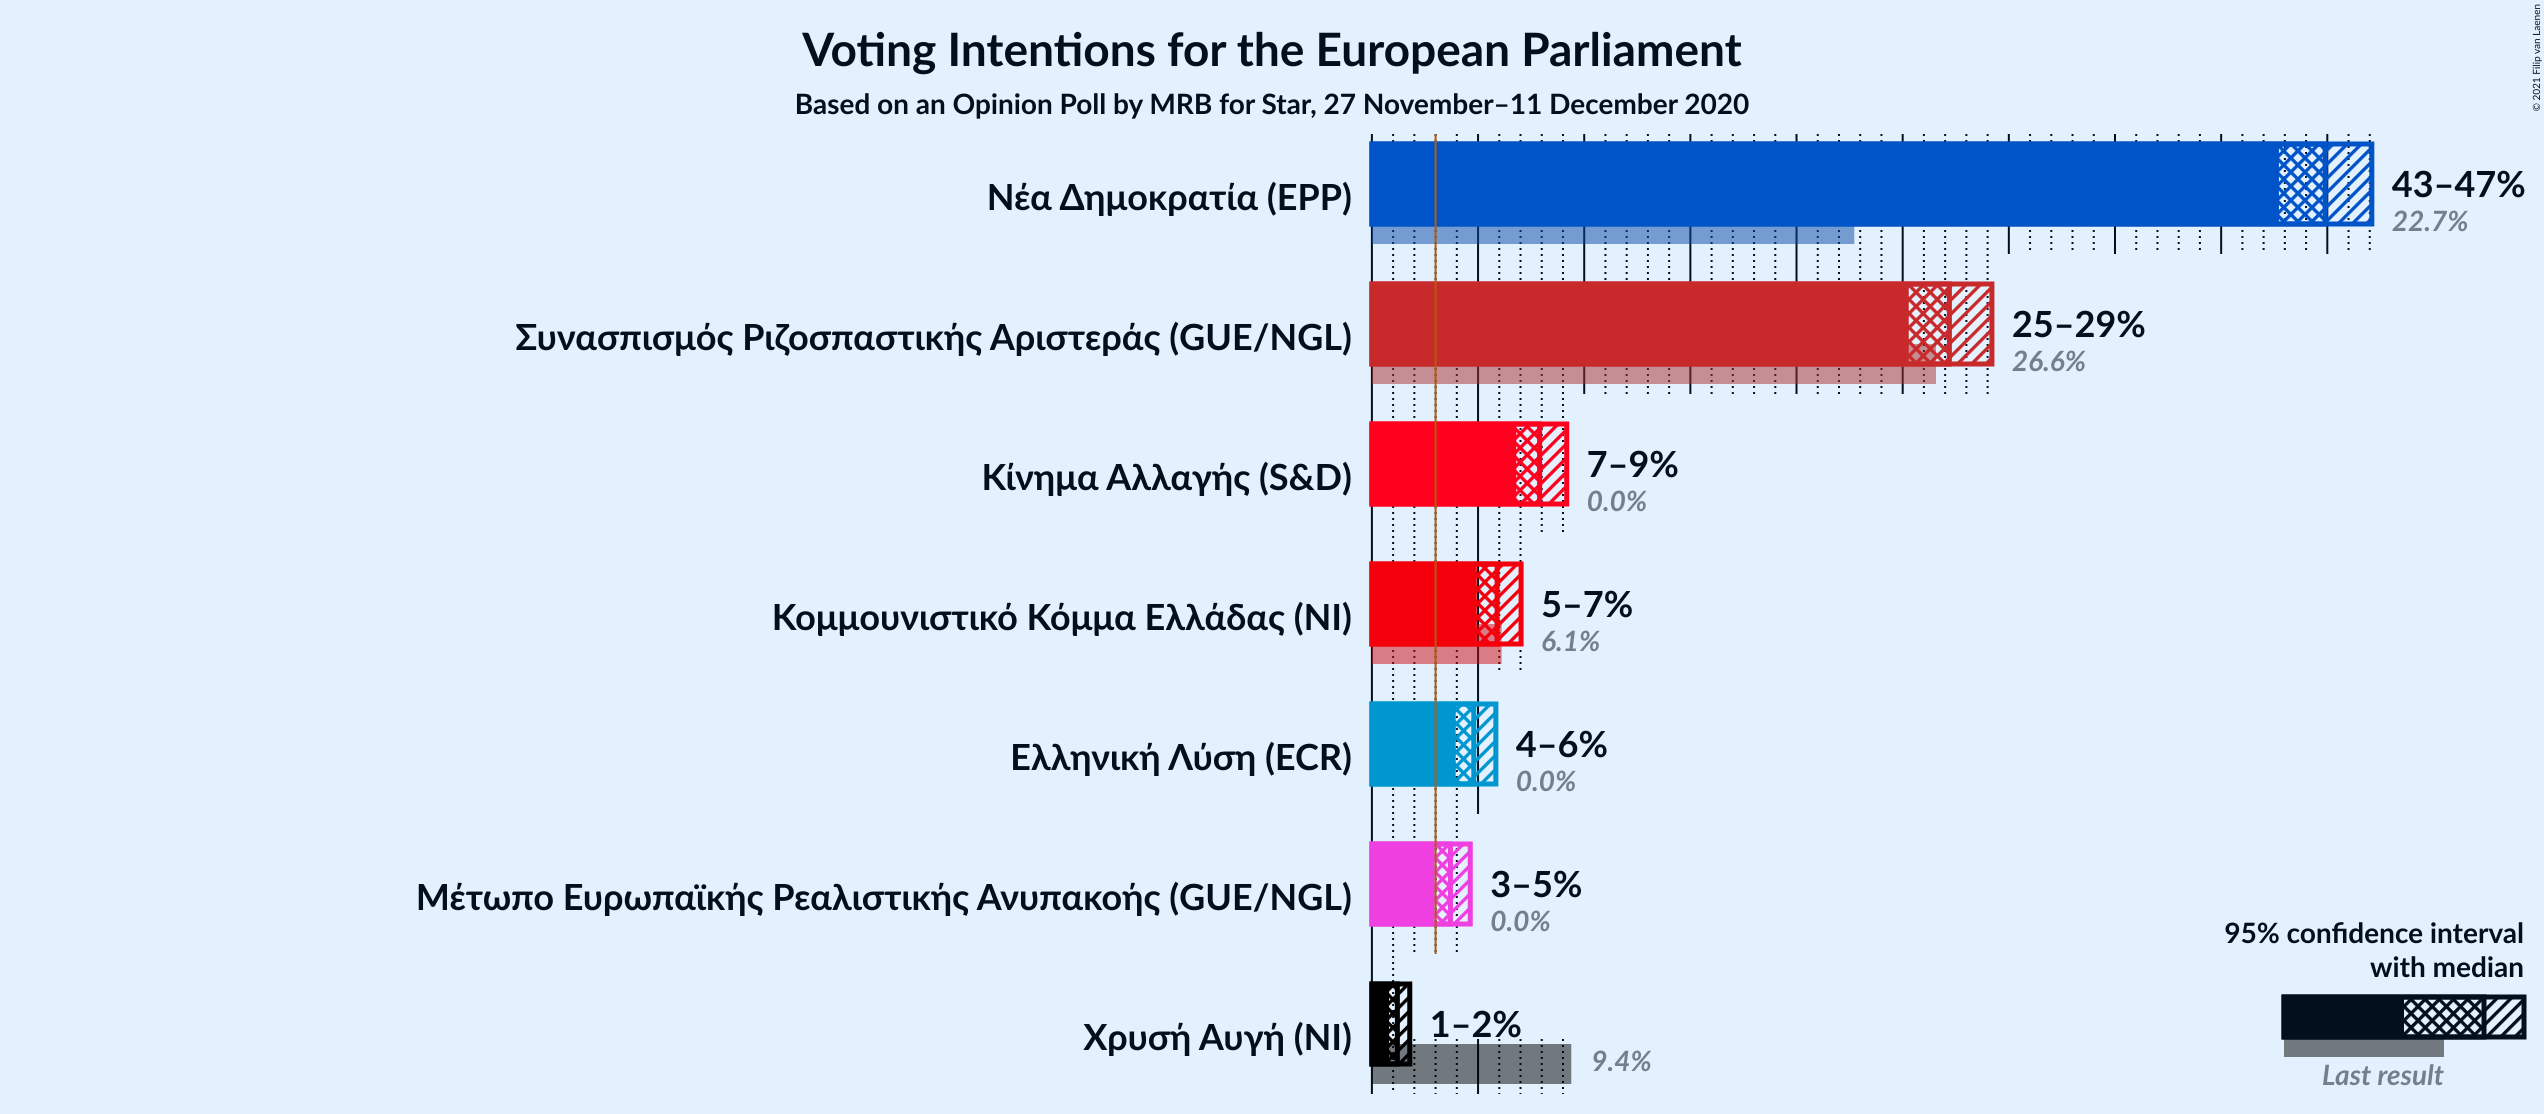 Voting Intentions for the European Parliament
Based on an Opinion Poll by MRB for Star, 27 November–11 December 2020
© 2021 Filip van Laenen
Νέα Δημοκρατία (EPP)
43–47%
22.7%
Συνασπισμός Ριζοσπαστικής Αριστεράς (GUE/NGL)
25–29%
26.6%
Κίνημα Αλλαγής (S&D)
7–9%
0.0%
Κομμουνιστικό Κόμμα Ελλάδας (NI)
5–7%
6.1%
Ελληνική Λύση (ECR)
4–6%
0.0%
Μέτωπο Ευρωπαϊκής Ρεαλιστικής Ανυπακοής (GUE/NGL)
3–5%
0.0%
Χρυσή Αυγή (NI)
1–2%
9.4%
95% confidence interval
with median
Last result